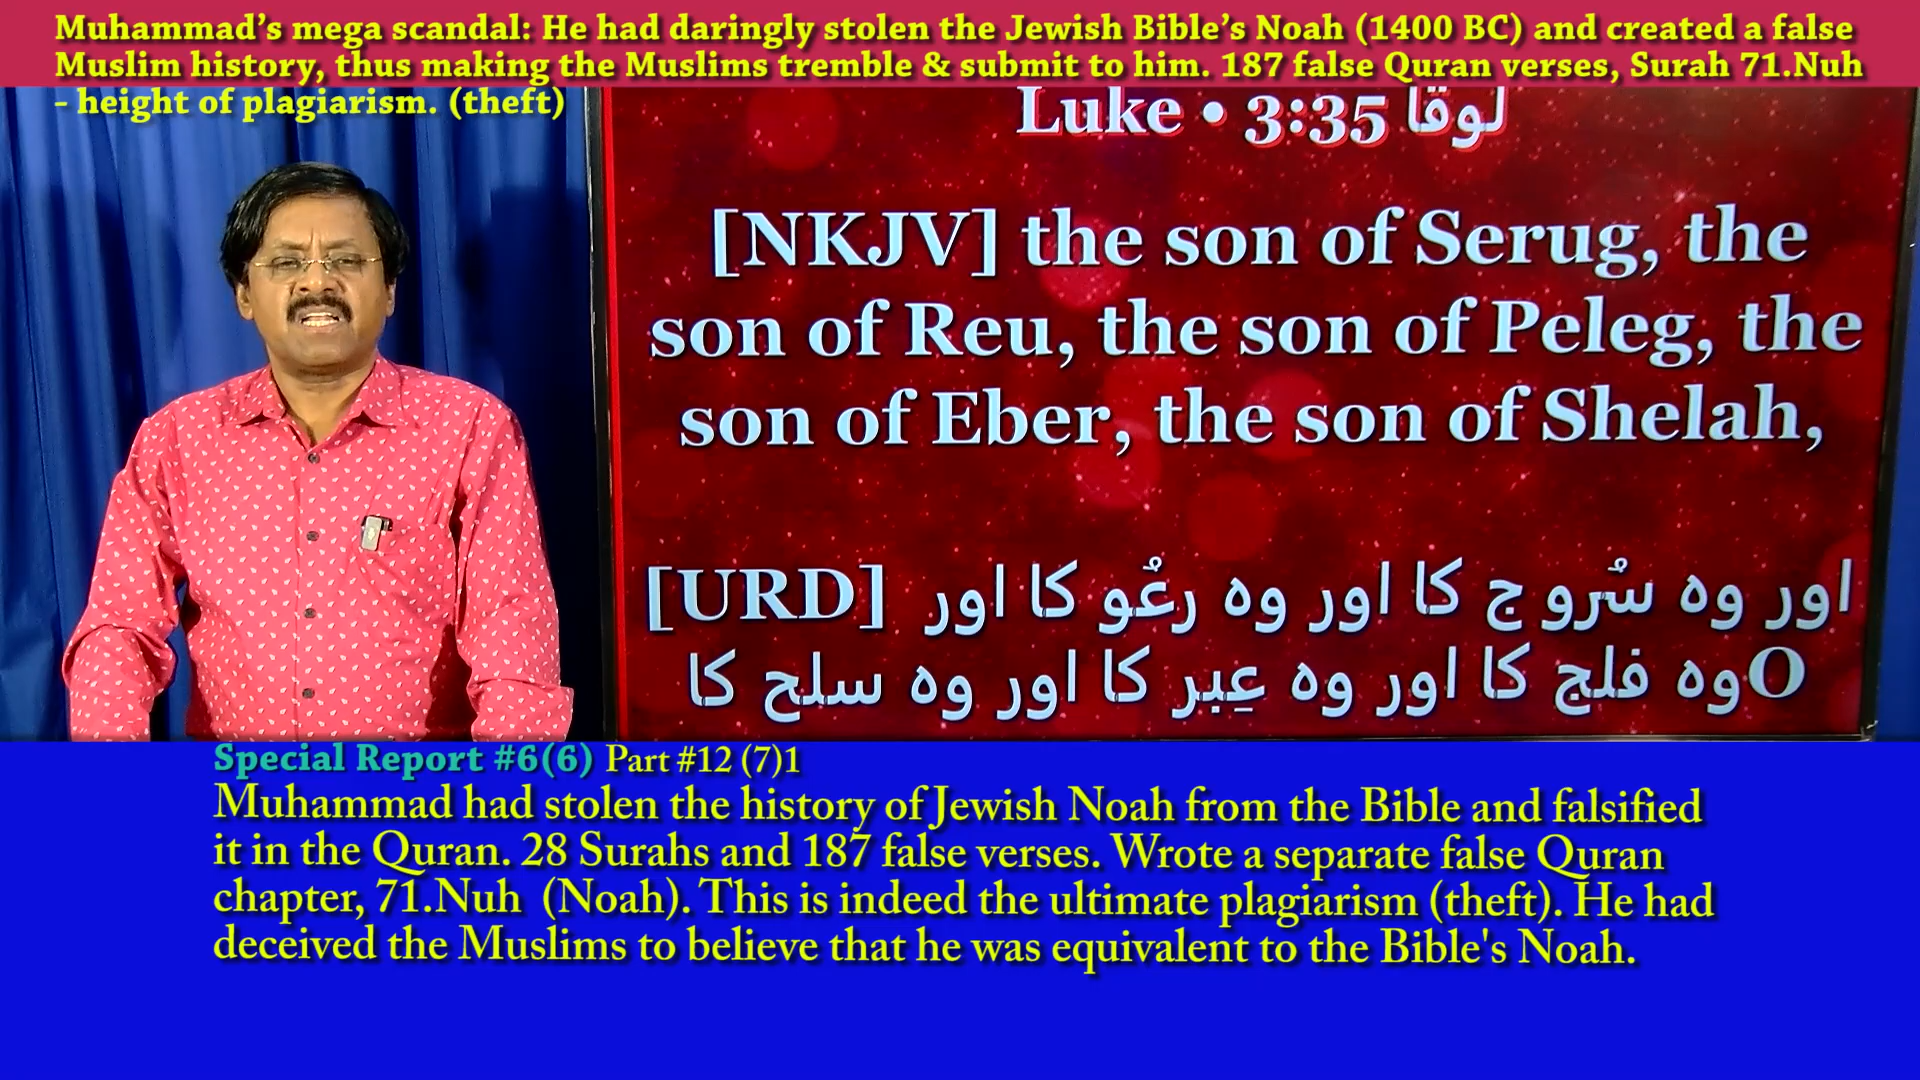 Muhammad’s mega scandal: He had daringly stolen the Jewish Bible’s Noah (1400 BC) and created a false
Muslim history, thus making the Muslims tremble & submit to him. 187 false Quran verses, Surah 71.Nuh
- height of plagiarism. (theft)
Luke • 3:35 لوقا
[NKJV] the son of Serug, the
son of Reu, the son of Peleg, the
son of Eber, the son of Shelah,
[URD] اور وہ سُروج کا اور وہ رعُو کا اور
وہ فلج کا اور وہ عِبر کا اور وہ سلح کاO
Special Report #6(6) Part #12 (7)1
Muhammad had stolen the history of Jewish Noah from the Bible and falsified
it in the Quran. 28 Surahs and 187 false verses. Wrote a separate false Quran
chapter, 71.Nuh (Noah). This is indeed the ultimate plagiarism (theft). He had
deceived the Muslims to believe that he was equivalent to the Bible's Noah.